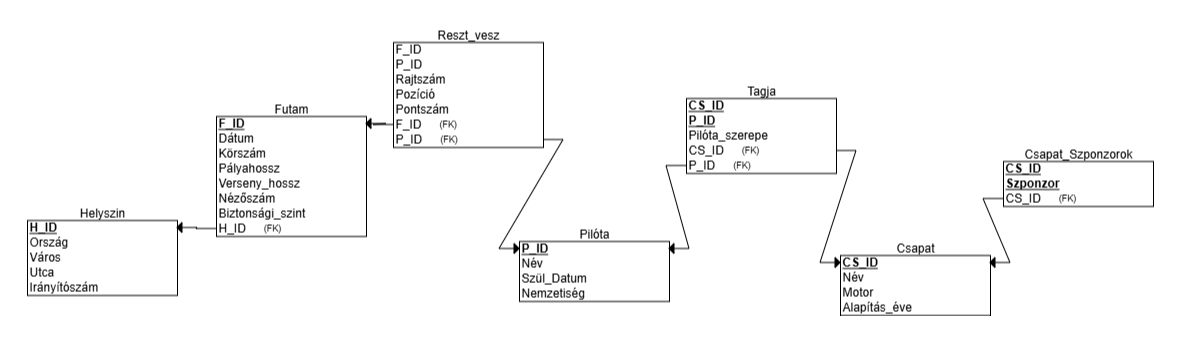 Reszt_vesz
F_ID
P_ID
Rajtszám
Pozíció
Pontszám
F_ID (FK)
P_ID (FK)
Futam
F_ID
Dátum
Körszám
Pályahossz
Verseny_hossz
Nézőszám
Biztonsági_szint
H_ID (FK)
Helyszin
H_ID
Ország
Város
Utca
Irányítószám
Tagja
CS_ID
P_ID
Pilóta_szerepe
CS_ID (FK)
P_ID (FK)
Csapat_Szponzorok
CS_ID
Szponzor
CS_ID (FK)
Pilóta
P_ID
Név
Szül_Datum
Nemzetiség
Csapat
CS_ID
Név
Motor
Alapítás_éve